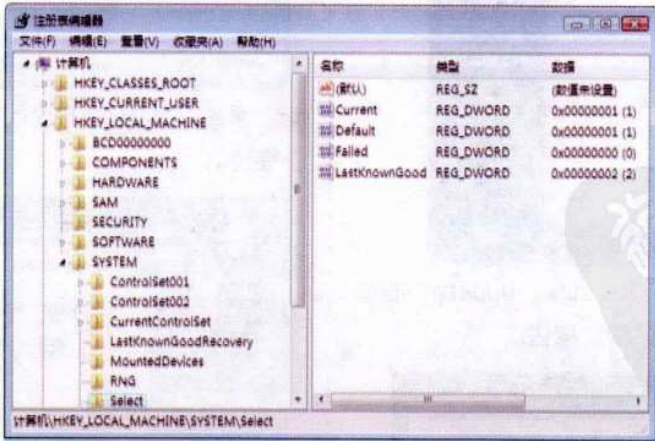 注册表编辑器
文件(F) 编辑(E) 查看(V) 收藏夹(A) 帮助(H)
计算机
HKEY_CLASSES_ROOT
HKEY_CURRENT_USER
HKEY_LOCAL_MACHINE
BCD00000000
COMPONENTS
HARDWARE
SAM
SECURITY
SOFTWARE
SYSTEM
ControlSet001
ControlSet002
CurrentControlSet
LastKnownGoodRecovery
MountedDevices
RNG
Select
名称 类型 数据
(默认) REG_SZ (数值未设置)
Current REG_DWORD 0x00000001 (1)
Default REG_DWORD 0x00000001 (1)
Failed REG_DWORD 0x00000000 (0)
LastKnownGood REG_DWORD 0x00000002 (2)
计算机\HKEY_LOCAL_MACHINE\SYSTEM\Select